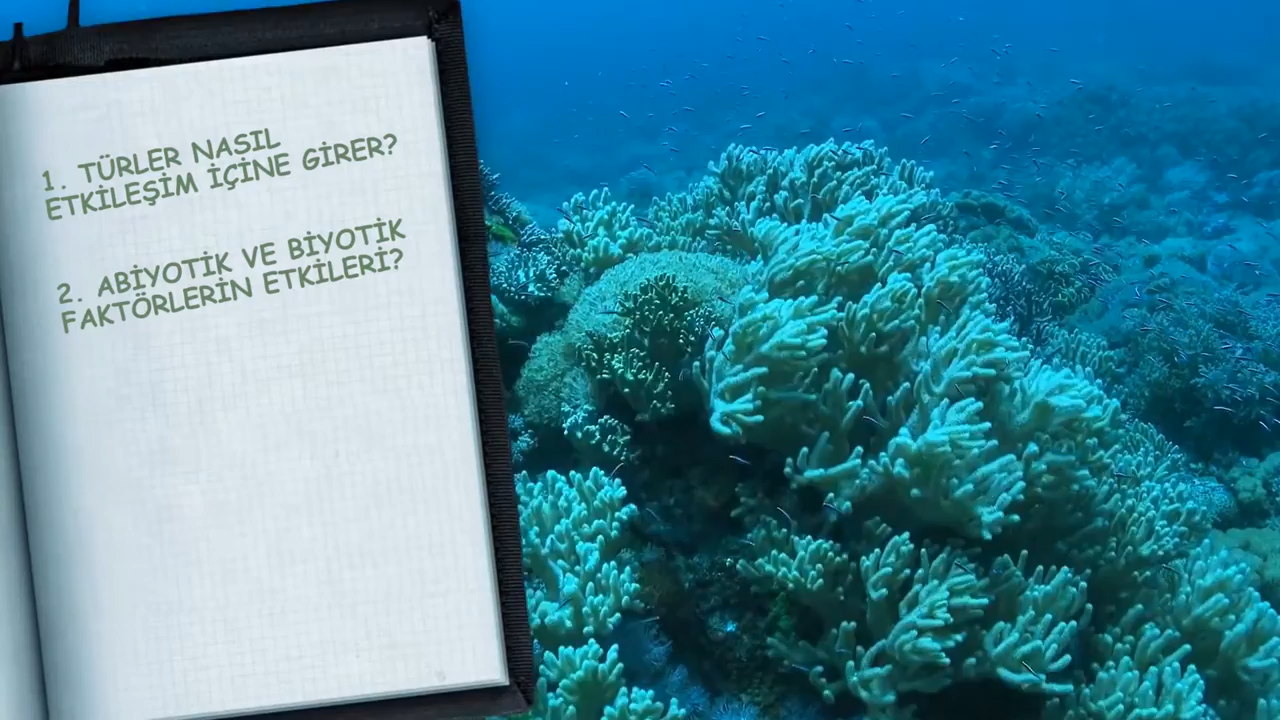 1. TÜRLER NASIL
ETKİLEŞİM İÇİNE GİRER?
2. ABİYOTİK VE BİYOTİK
FAKTÖRLERİN ETKİLERİ?